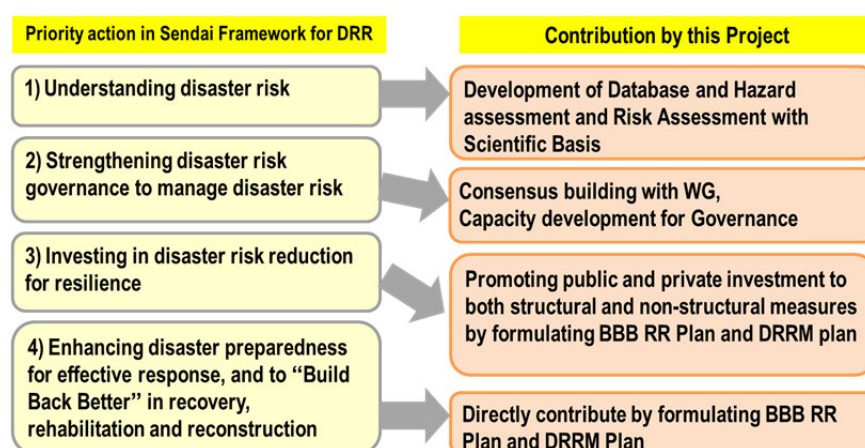 Priority action in Sendai Framework for DRR
Contribution by this Project
1) Understanding disaster risk
Development of Database and Hazard
assessment and Risk Assessment with
Scientific Basis
2) Strengthening disaster risk
governance to manage disaster risk
Consensus building with WG,
Capacity development for Governance
3) Investing in disaster risk reduction
for resilience
Promoting public and private investment to
both structural and non-structural measures
by formulating BBB RR Plan and DRRM plan
4) Enhancing disaster preparedness
for effective response, and to “Build
Back Better” in recovery,
rehabilitation and reconstruction
Directly contribute by formulating BBB RR
Plan and DRRM Plan